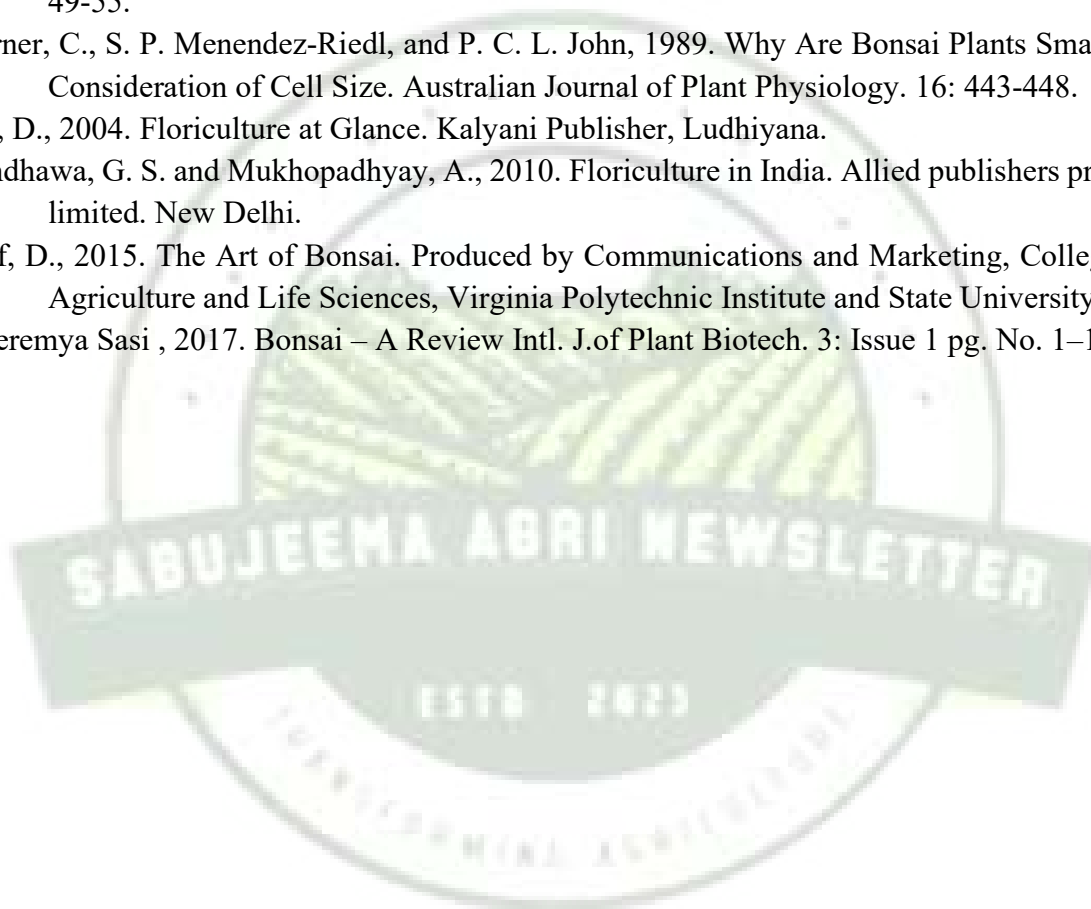 49-55.
rner, C., S. P. Menendez-Riedl, and P. C. L. John, 1989. Why Are Bonsai Plants Sma
Consideration of Cell Size. Australian Journal of Plant Physiology. 16: 443-448.
, D., 2004. Floriculture at Glance. Kalyani Publisher, Ludhiyana.
ndhawa, G. S. and Mukhopadhyay, A., 2010. Floriculture in India. Allied publishers pr
limited. New Delhi.
f, D., 2015. The Art of Bonsai. Produced by Communications and Marketing, Colle
Agriculture and Life Sciences, Virginia Polytechnic Institute and State University
eremya Sasi , 2017. Bonsai – A Review Intl. J.of Plant Biotech. 3: Issue 1 pg. No. 1–1
SABUJEEMA AGRI NEWSLETTER
ESTD 2023
TRANSFORMING AGRICULTURE